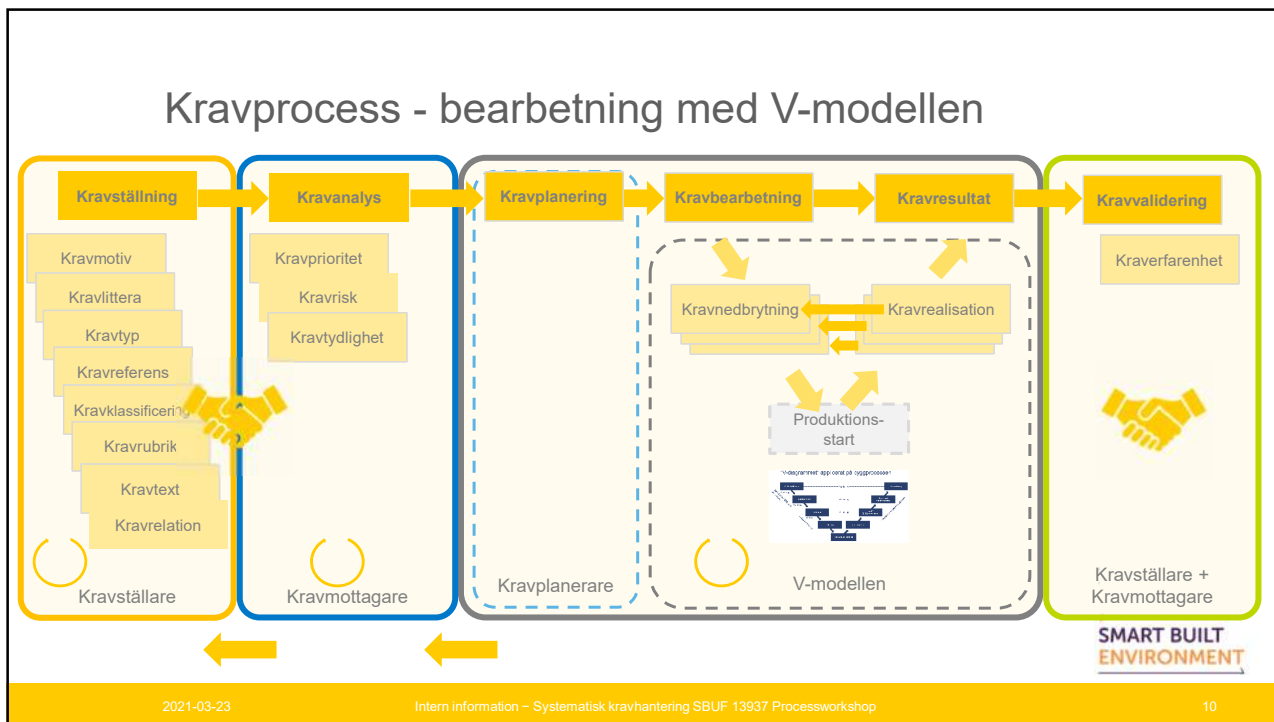 Kravprocess - bearbetning med V-modellen
Kravställning
Kravanalys
Kravplanering
Kravbearbetning
Kravresultat
Kravvalidering
Kravmotiv
Kravlittera
Kravtyp
Kravreferens
Kravklassificering
Kravrubrik
Kravtext
Kravrelation
Kravställare
Kravprioritet
Kravrisk
Kravtydlighet
Kravmottagare
Kravplanerare
Kravnedbrytning
Kravrealisation
Produktions-
start
V-modellen
Kraverfarenhet
Kravställare +
Kravmottagare
SMART BUILT
ENVIRONMENT
2021-03-23
Intern information − Systematisk kravhantering SBUF 13937 Processworkshop
10